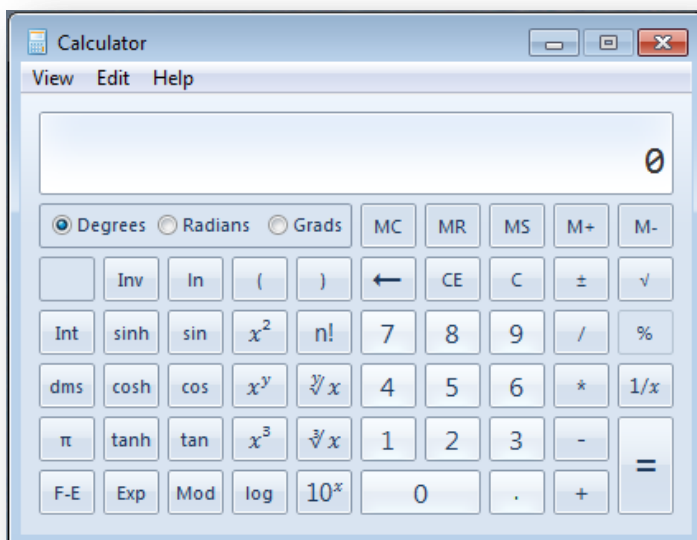 Calculator
View Edit Help
0
Degrees Radians Grads MC MR MS M+ M-
Inv ln ( ) ← CE C ± √
Int sinh sin x² n! 7 8 9 / %
dms cosh cos xʸ ʸ√x 4 5 6 * 1/x
π tanh tan x³ ³√x 1 2 3 - =
F-E Exp Mod log 10ˣ 0 . +